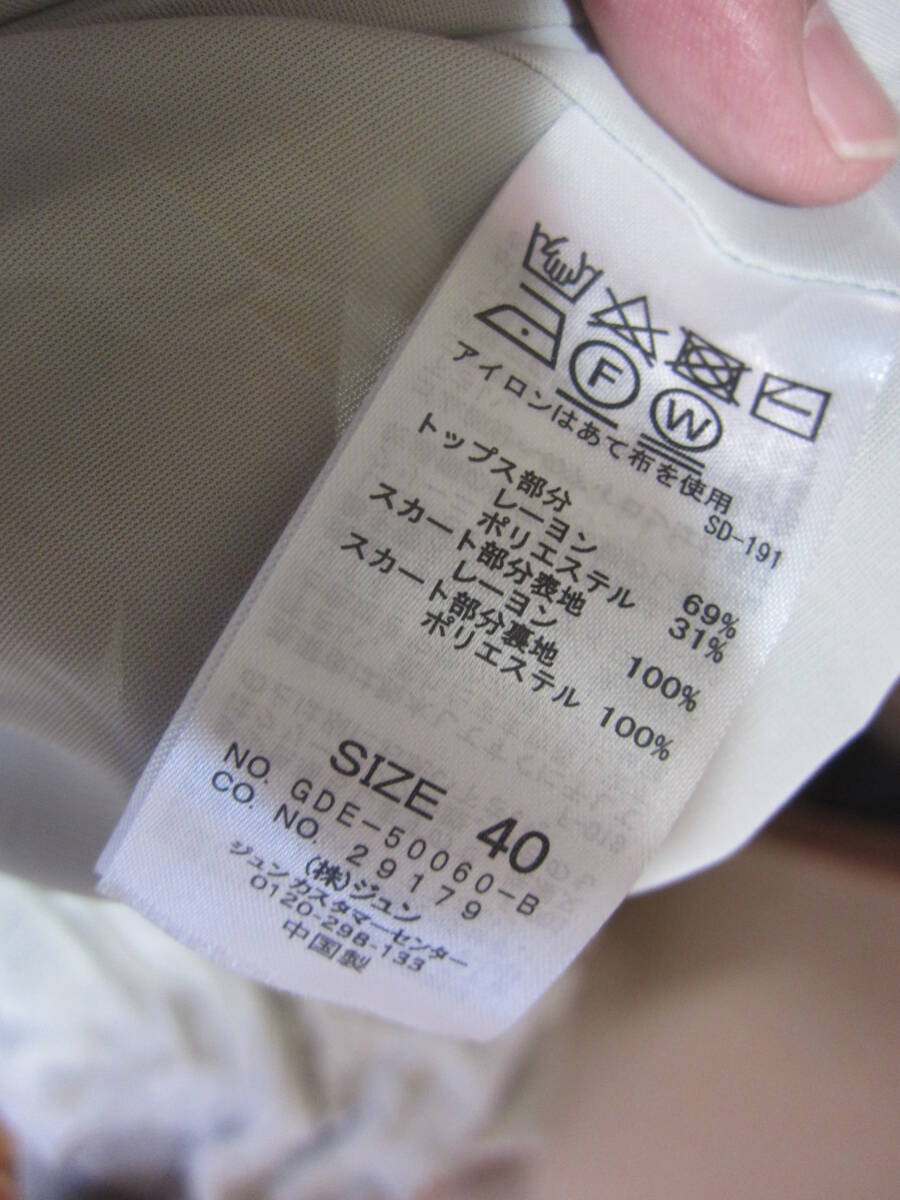 F W
アイロンはあて布を使用
SD-191
トップス部分
レーヨン 69%
ポリエステル 31%
スカート部分表地
レーヨン 100%
スカート部分裏地
ポリエステル 100%
SIZE 40
NO. GDE-50060-B
CO. NO. 29179
(株)ジュン
ジュンカスタマーセンター
0120-298-133
中国製